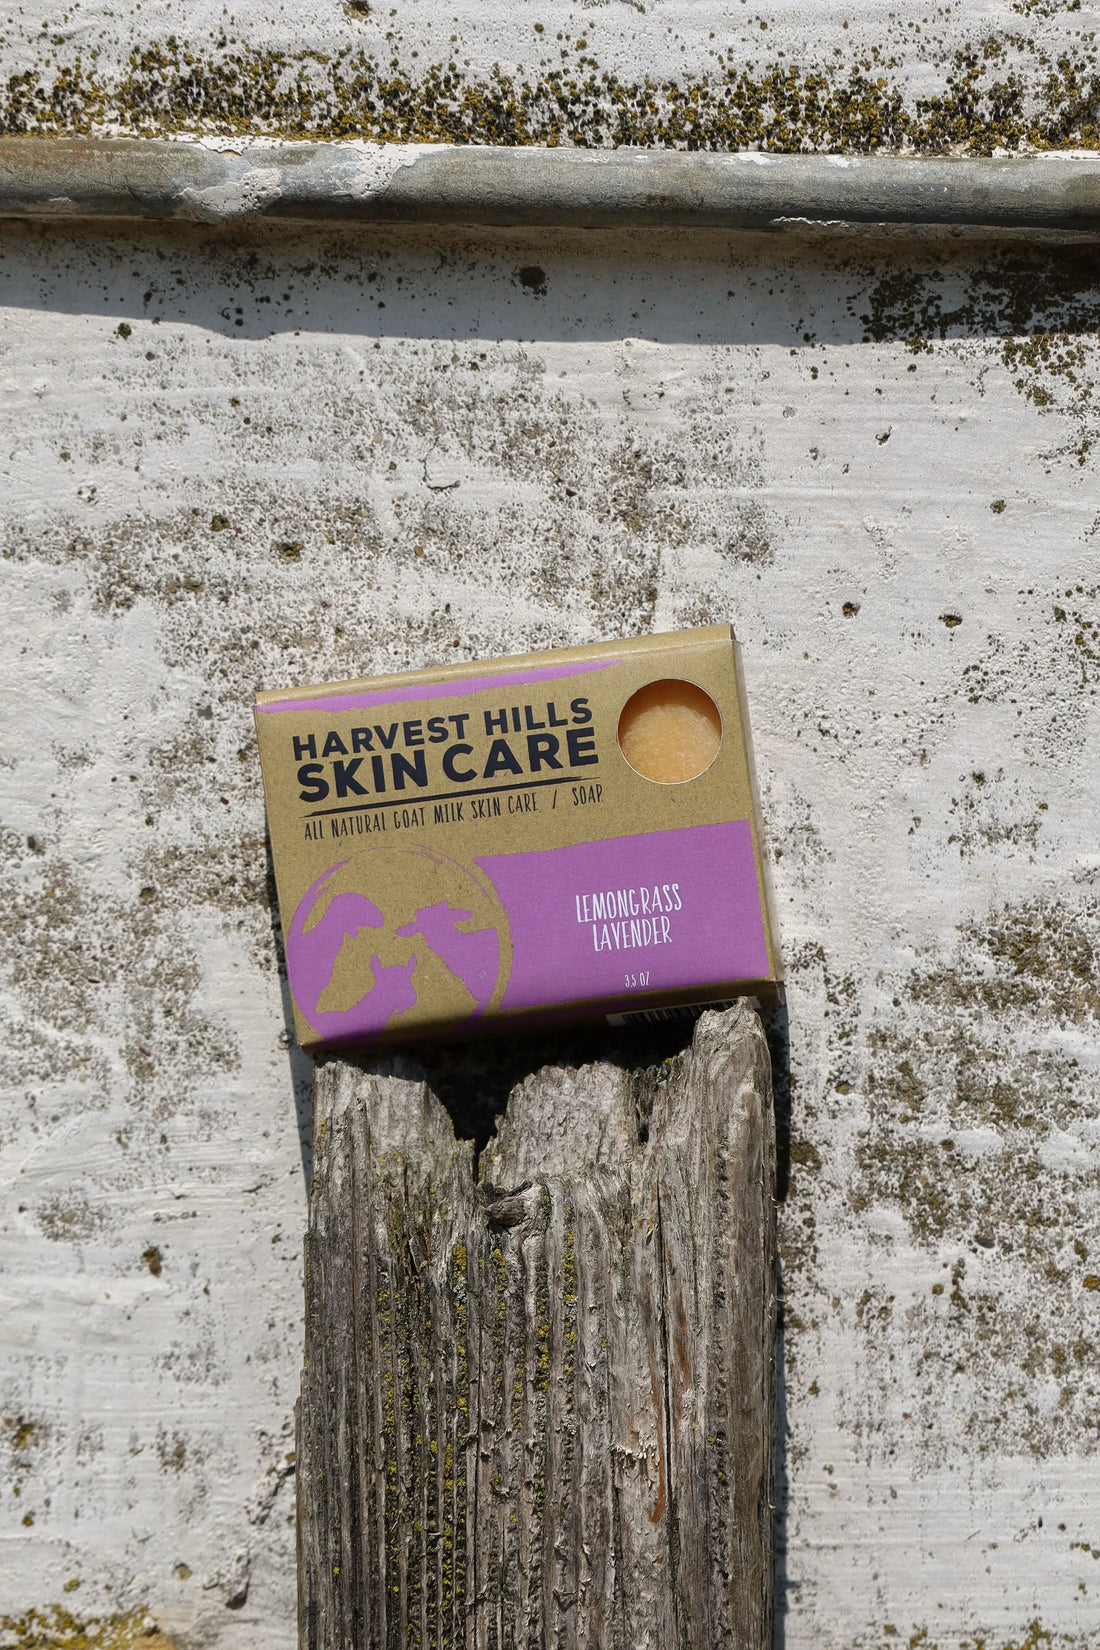 HARVEST HILLS
SKIN CARE
ALL NATURAL GOAT MILK SKIN CARE / SOAP
LEMONGRASS
LAVENDER
3.5 OZ